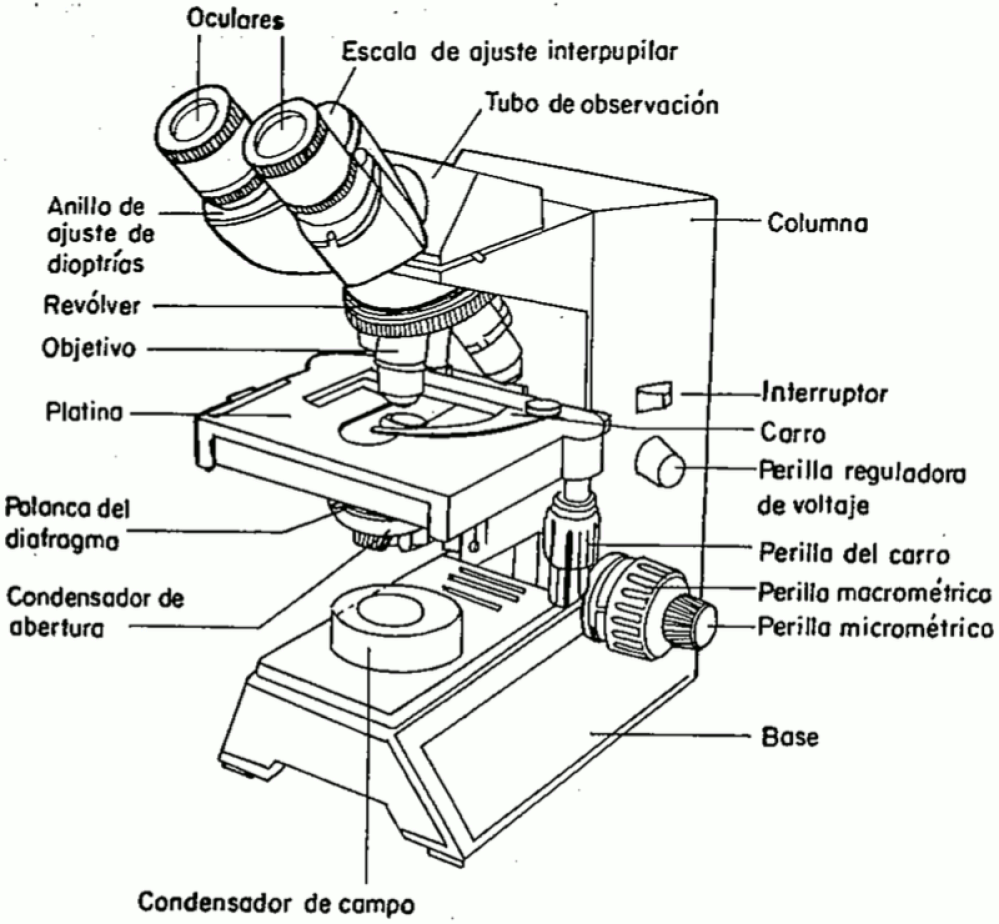 Oculares
Escala de ajuste interpupilar
Tubo de observación
Anillo de
ajuste de
dioptrías
Columna
Revólver
Objetivo
Platina
Interruptor
Carro
Perilla reguladora
de voltaje
Palanca del
diafragma
Perilla del carro
Condensador de
abertura
Perilla macrométrica
Perilla micrométrica
Base
Condensador de campo